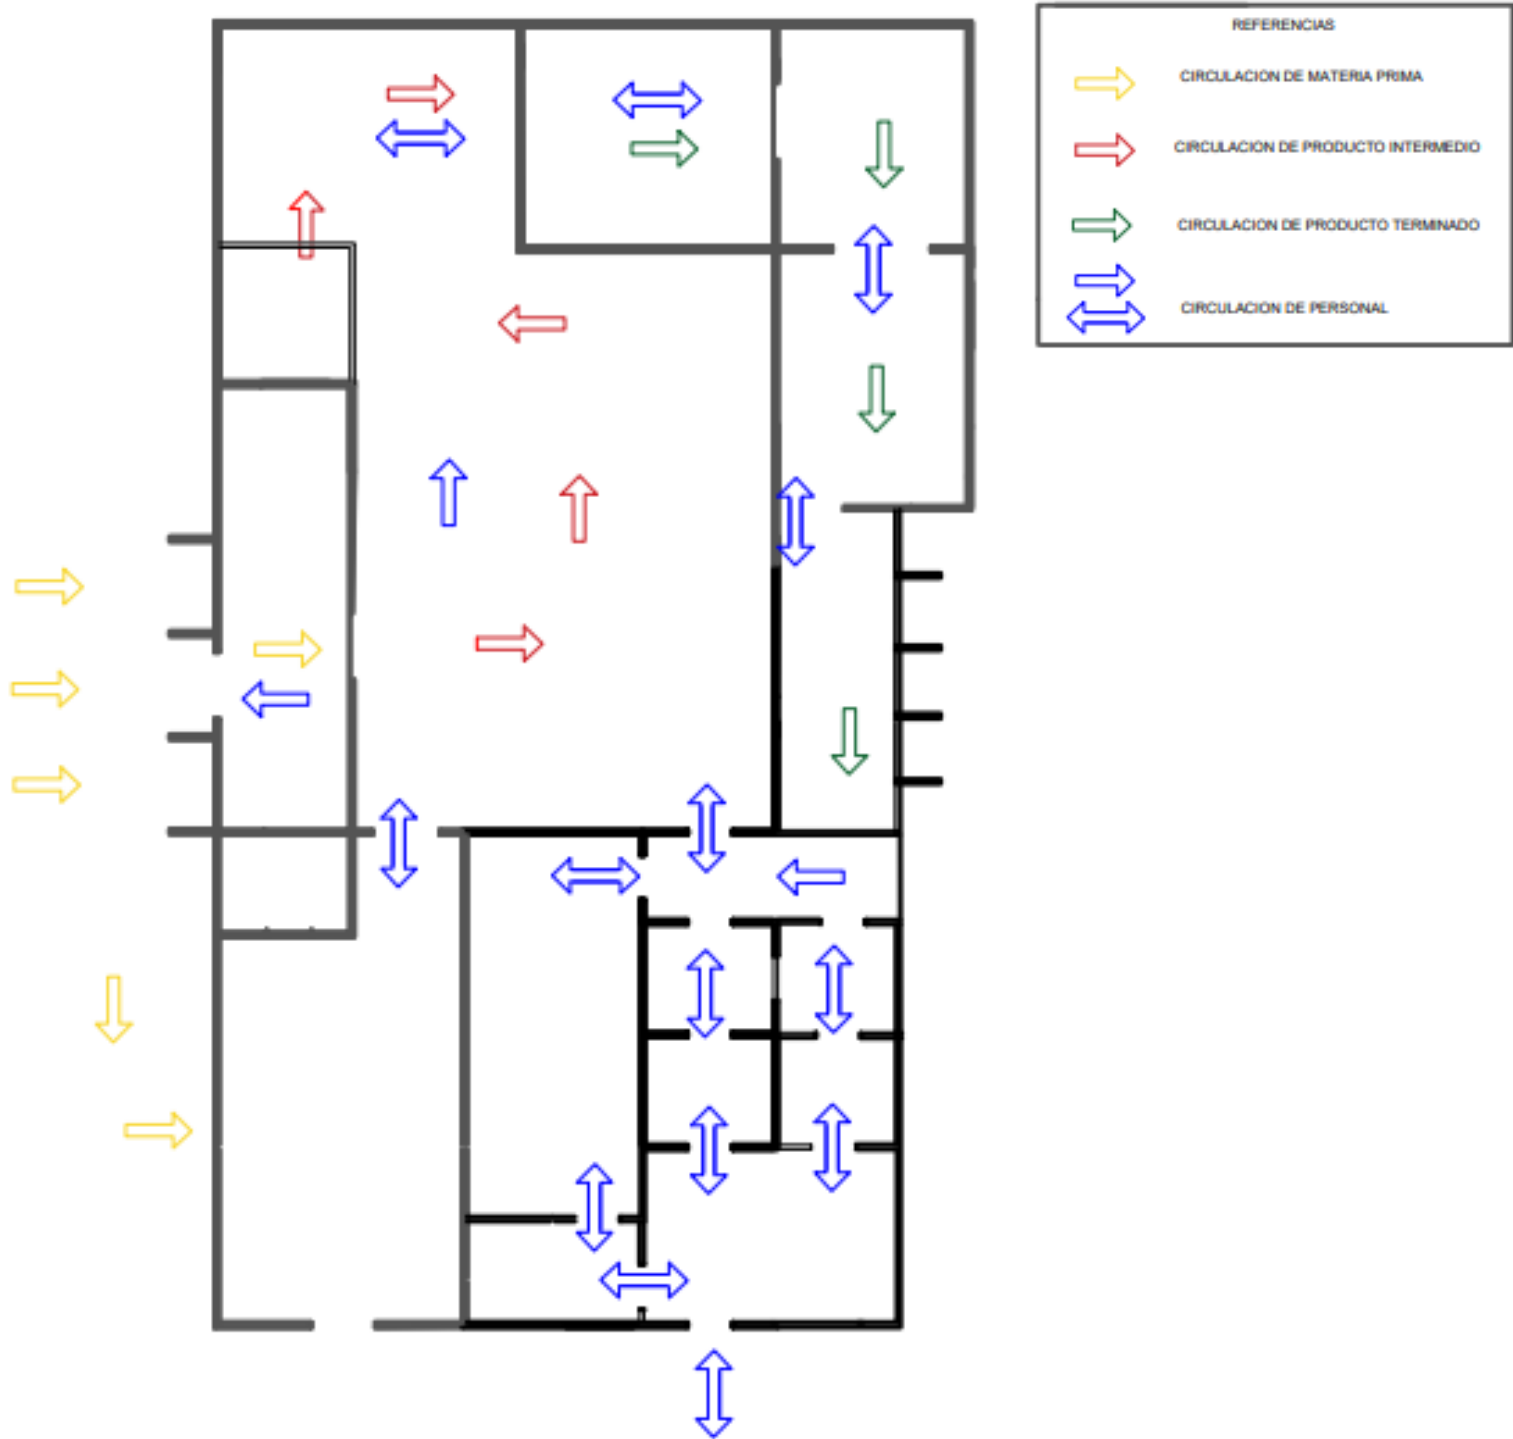 REFERENCIAS
CIRCULACION DE MATERIA PRIMA
CIRCULACION DE PRODUCTO INTERMEDIO
CIRCULACION DE PRODUCTO TERMINADO
CIRCULACION DE PERSONAL